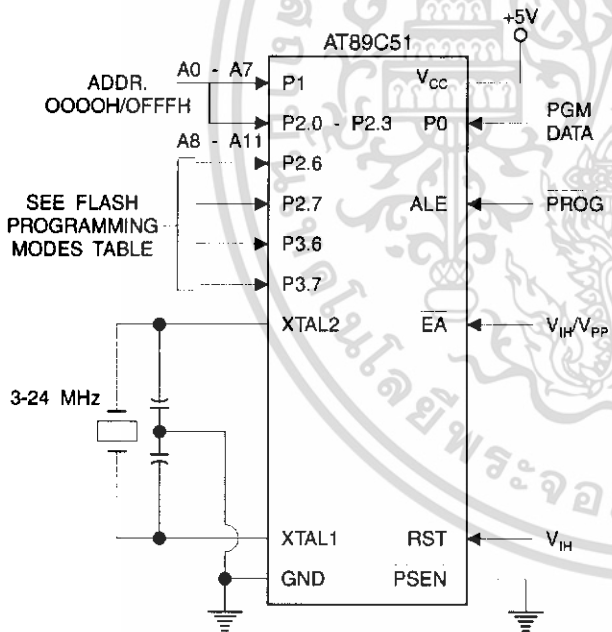 +5V
AT89C51
ADDR.
OOOOH/OFFFH
A0 - A7
P1
VCC
P2.0 - P2.3
P0
PGM
DATA
A8 - A11
P2.6
SEE FLASH
PROGRAMMING
MODES TABLE
P2.7
ALE
PROG
P3.6
P3.7
XTAL2
EA
VIH/VPP
3-24 MHz
XTAL1
RST
VIH
GND
PSEN